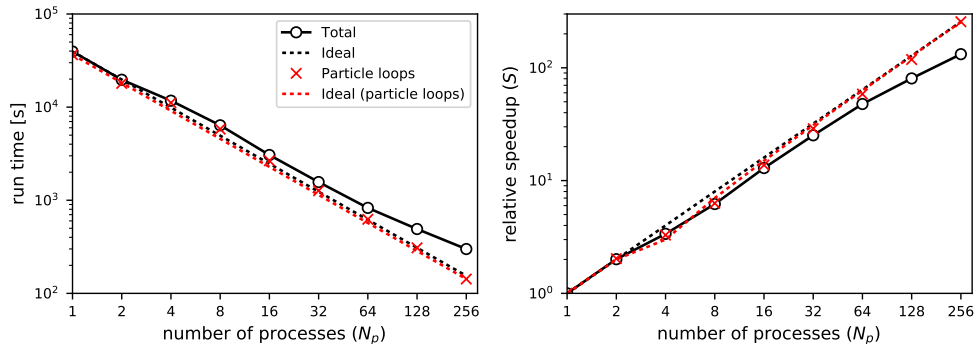 10^5
10^4
10^3
10^2
run time [s]
1 2 4 8 16 32 64 128 256
number of processes (N_p)
Total
Ideal
Particle loops
Ideal (particle loops)
10^2
10^1
10^0
relative speedup (S)
1 2 4 8 16 32 64 128 256
number of processes (N_p)